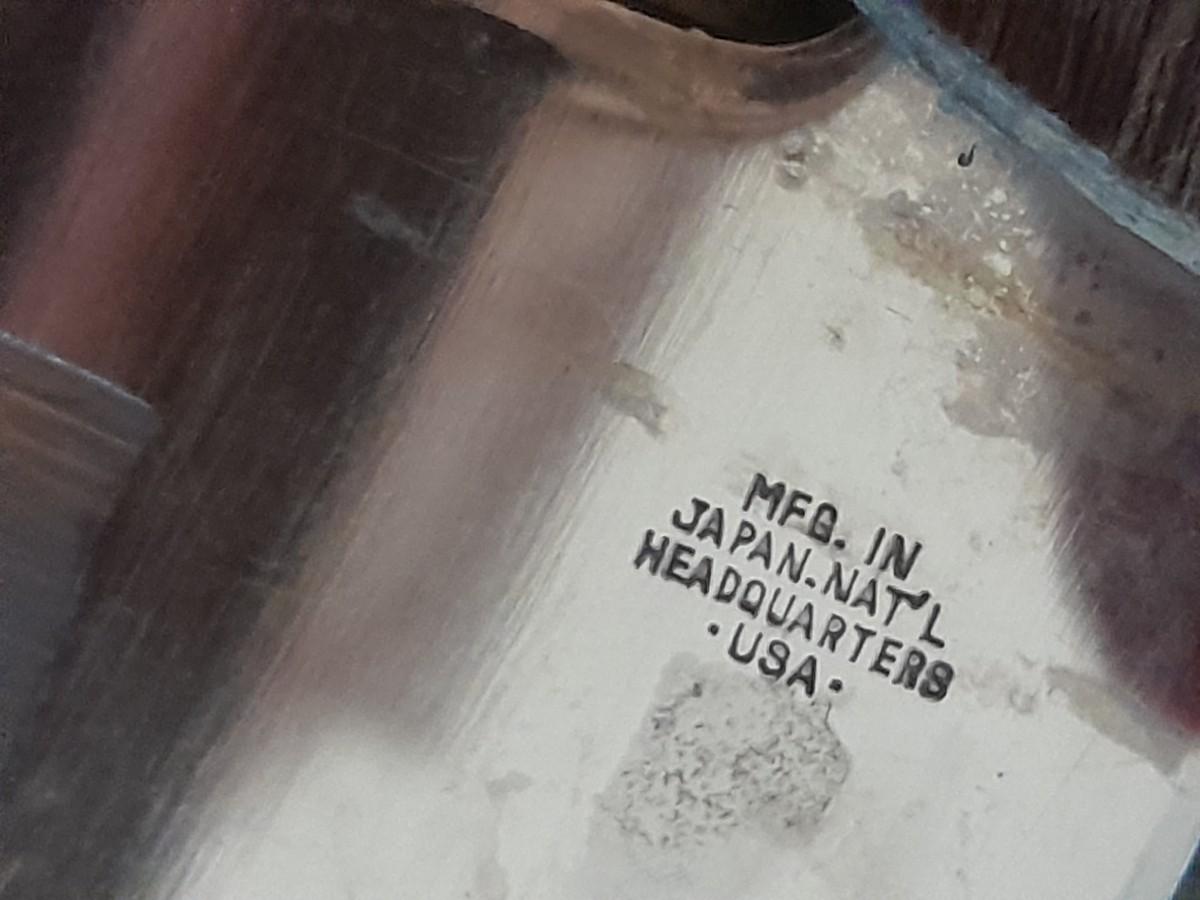 MFG. IN
JAPAN.NAT'L
HEADQUARTERS
·USA·